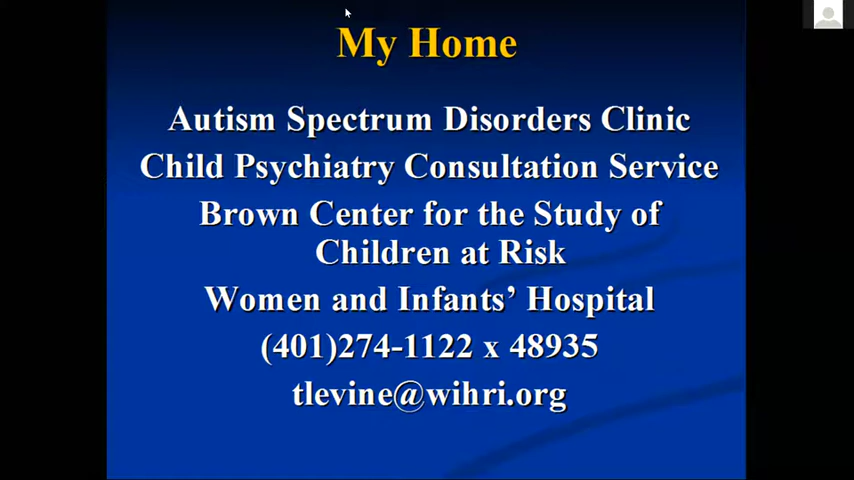 My Home
Autism Spectrum Disorders Clinic
Child Psychiatry Consultation Service
Brown Center for the Study of
Children at Risk
Women and Infants’ Hospital
(401)274-1122 x 48935
tlevine@wihri.org